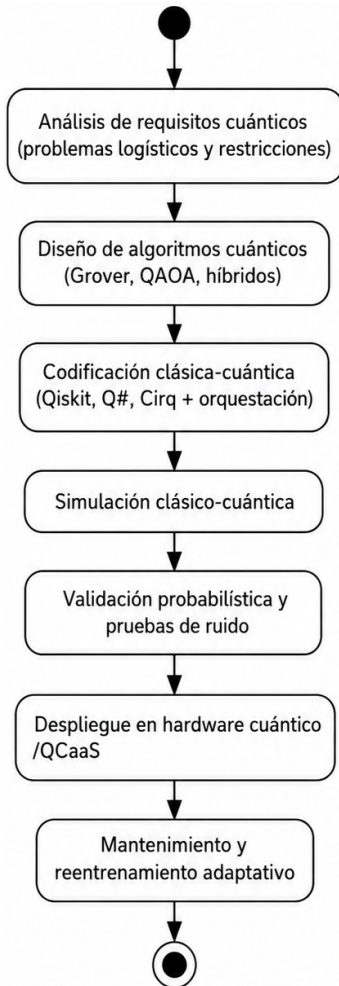 Análisis de requisitos cuánticos
(problemas logísticos y restricciones)
Diseño de algoritmos cuánticos
(Grover, QAOA, híbridos)
Codificación clásica-cuántica
(Qiskit, Q#, Cirq + orquestación)
Simulación clásico-cuántica
Validación probabilística y
pruebas de ruido
Despliegue en hardware cuántico
/QCaaS
Mantenimiento y
reentrenamiento adaptativo